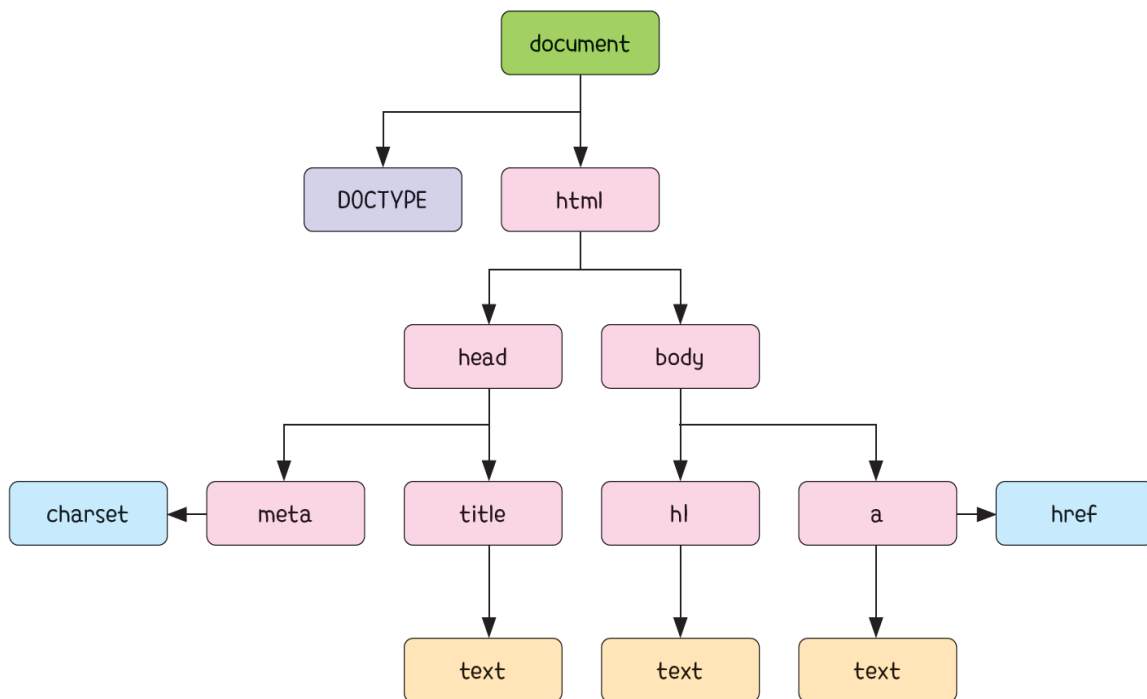 document
DOCTYPE
html
head
body
charset
meta
title
h1
a
href
text
text
text